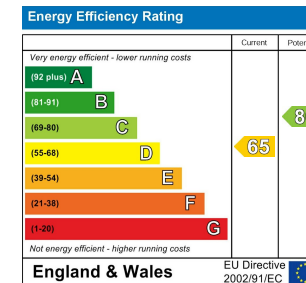 Energy Efficiency Rating
Current
Very energy efficient - lower running costs
(92 plus) A
(81-91) B
(69-80) C
(55-68) D
(39-54) E
(21-38) F
(1-20) G
65
Not energy efficient - higher running costs
England & Wales
EU Directive
2002/91/EC